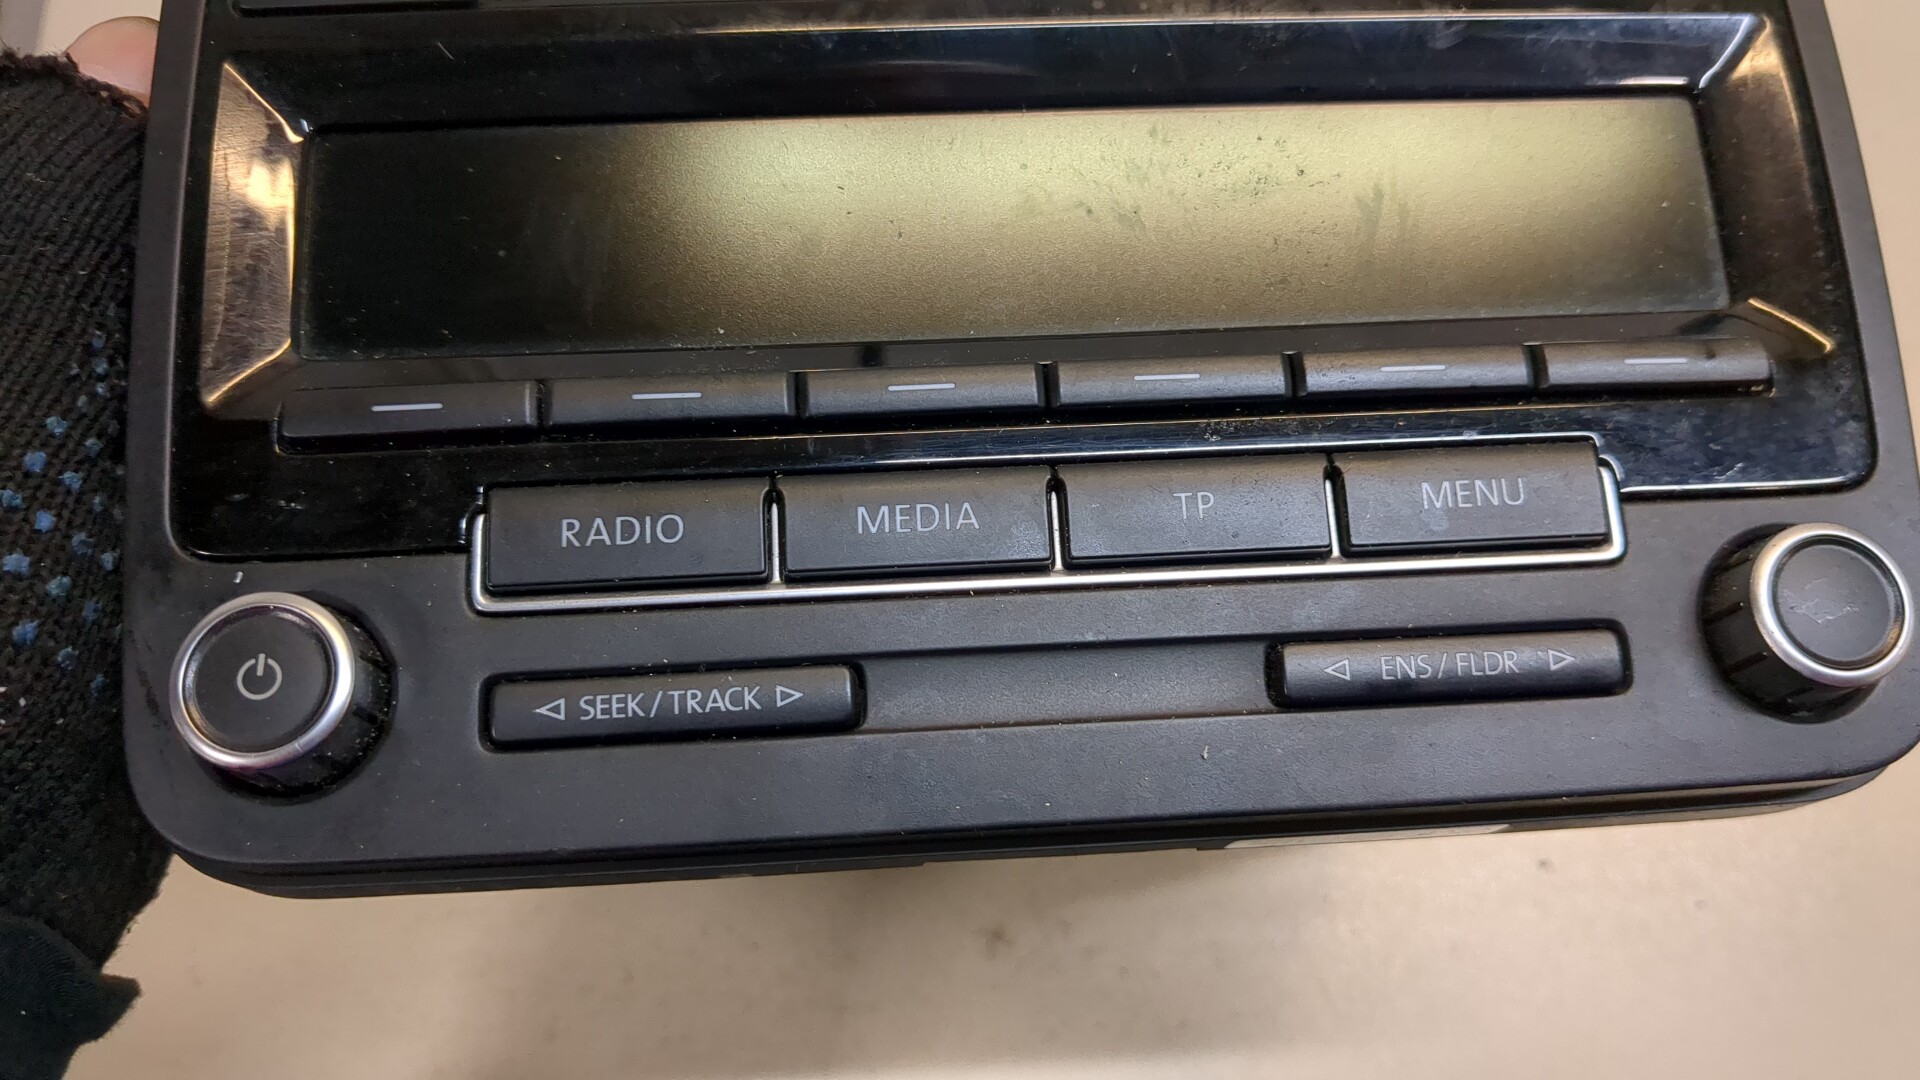 RADIO MEDIA TP MENU
SEEK / TRACK ENS / FLDR